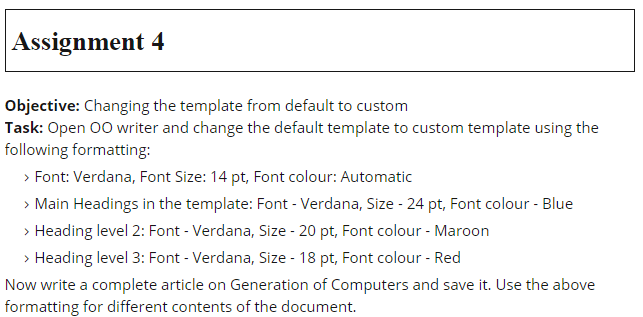 Assignment 4
Objective: Changing the template from default to custom
Task: Open OO writer and change the default template to custom template using the
following formatting:
› Font: Verdana, Font Size: 14 pt, Font colour: Automatic
› Main Headings in the template: Font - Verdana, Size - 24 pt, Font colour - Blue
› Heading level 2: Font - Verdana, Size - 20 pt, Font colour - Maroon
› Heading level 3: Font - Verdana, Size - 18 pt, Font colour - Red
Now write a complete article on Generation of Computers and save it. Use the above
formatting for different contents of the document.